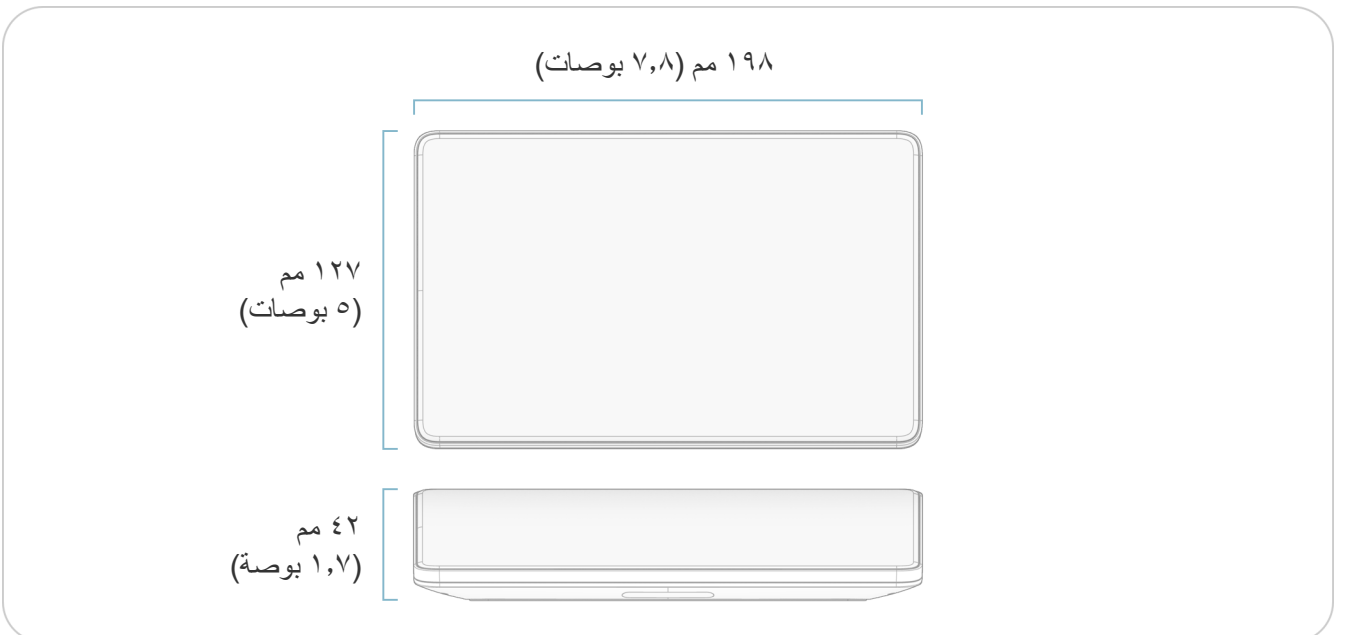 ١٩٨ مم (٧,٨ بوصات)
١٢٧ مم
(٥ بوصات)
٤٢ مم
(١,٧ بوصة)